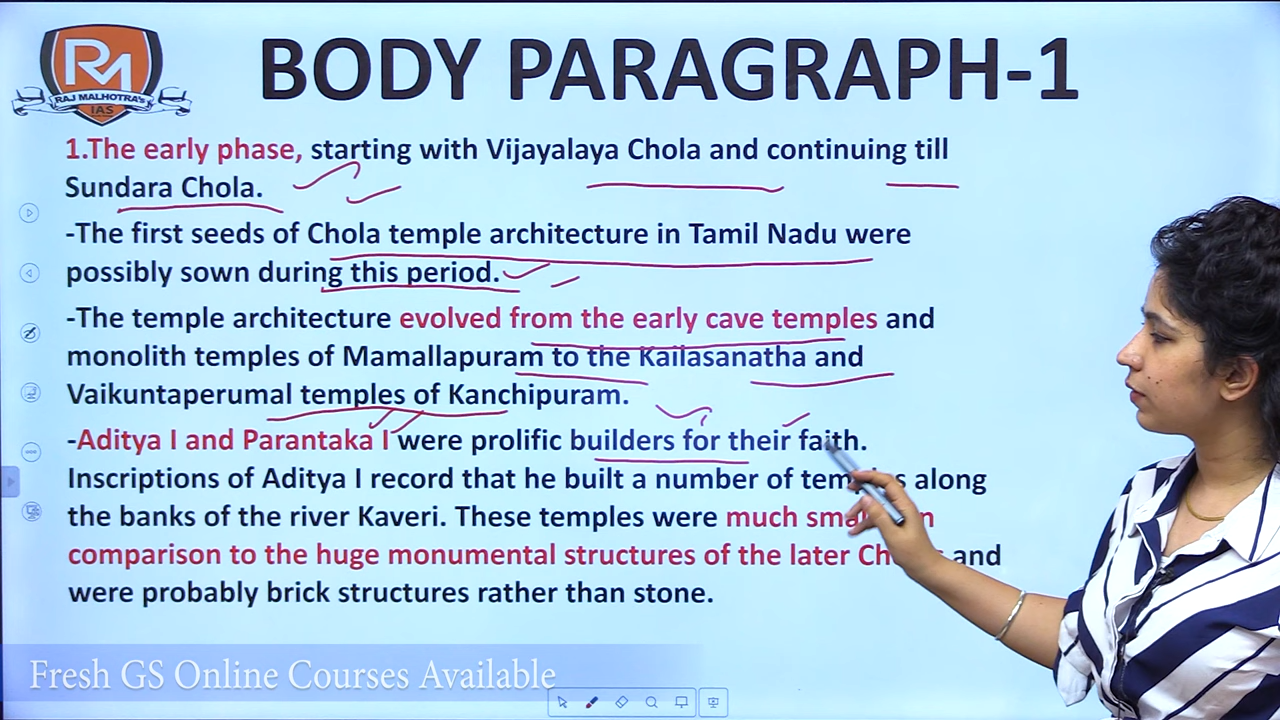 RM
RAJ MALHOTRA's
IAS
BODY PARAGRAPH-1
1.The early phase, starting with Vijayalaya Chola and continuing till
Sundara Chola.
-The first seeds of Chola temple architecture in Tamil Nadu were
possibly sown during this period.
-The temple architecture evolved from the early cave temples and
monolith temples of Mamallapuram to the Kailasanatha and
Vaikuntaperumal temples of Kanchipuram.
-Aditya I and Parantaka I were prolific builders for their faith.
Inscriptions of Aditya I record that he built a number of temples along
the banks of the river Kaveri. These temples were much
comparison to the huge monumental structures of the later and
were probably brick structures rather than stone.
Fresh GS Online Courses Available